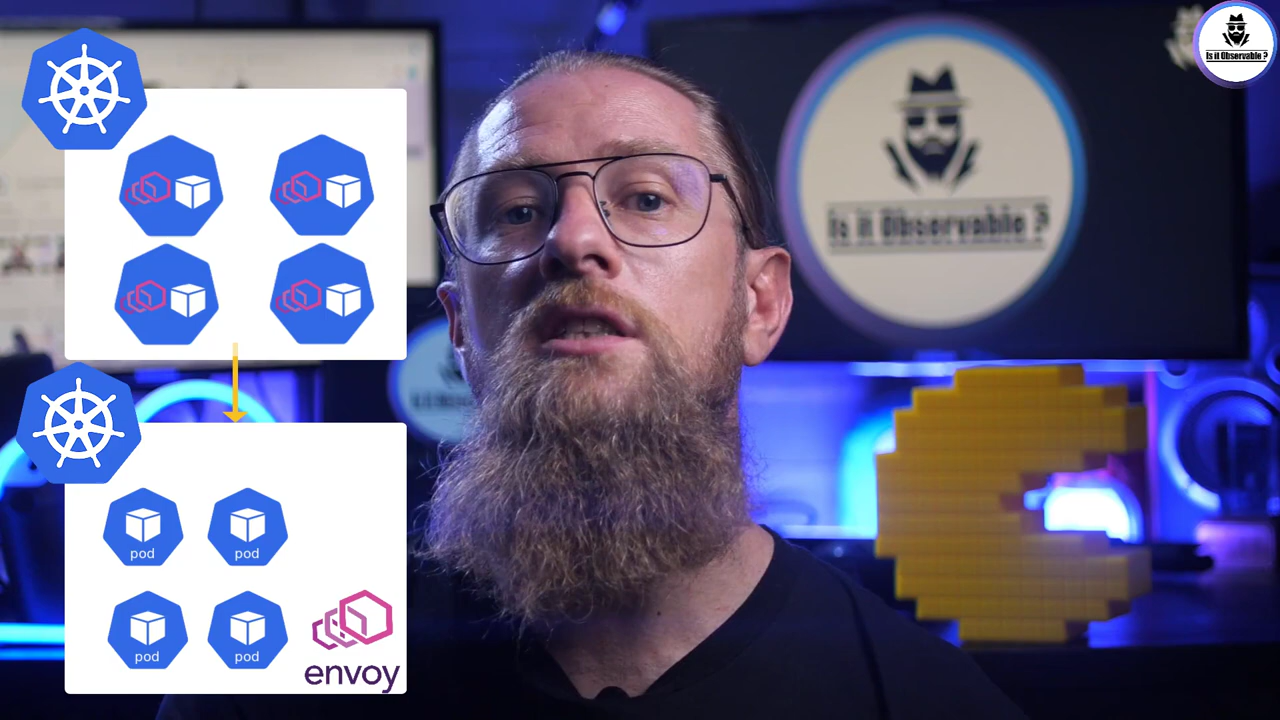 Is it Observable ?
Is it Observable ?
pod
pod
pod
pod
envoy